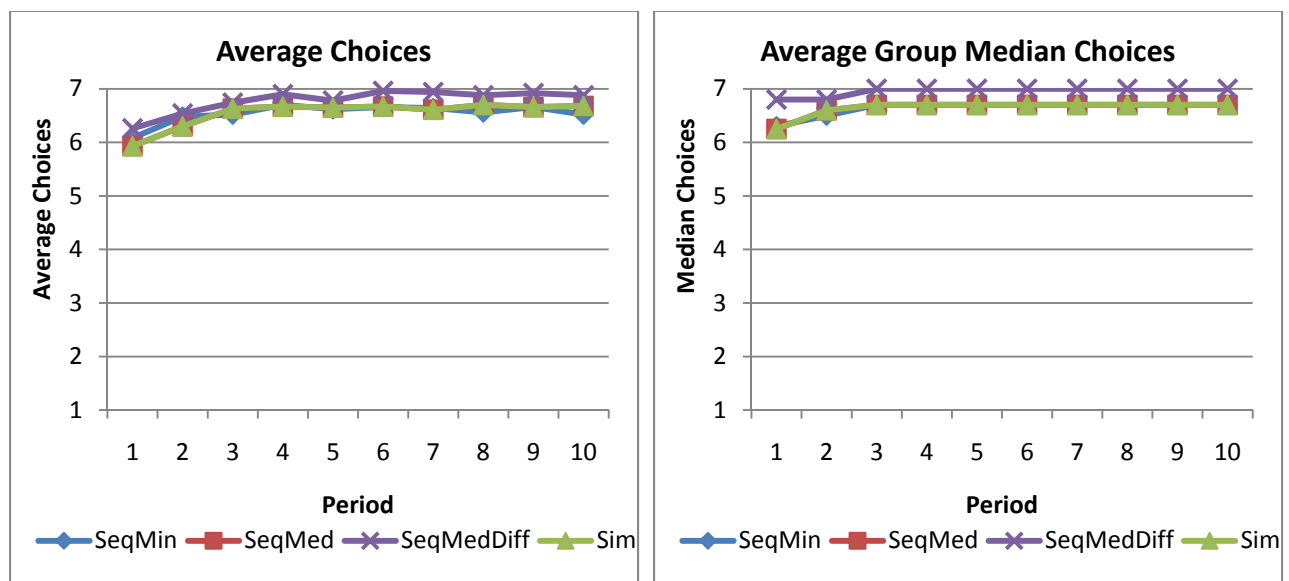 Average Choices
Average Choices
7
6
5
4
3
2
1
1 2 3 4 5 6 7 8 9 10
Period
SeqMin SeqMed SeqMedDiff Sim
Average Group Median Choices
Median Choices
7
6
5
4
3
2
1
1 2 3 4 5 6 7 8 9 10
Period
SeqMin SeqMed SeqMedDiff Sim